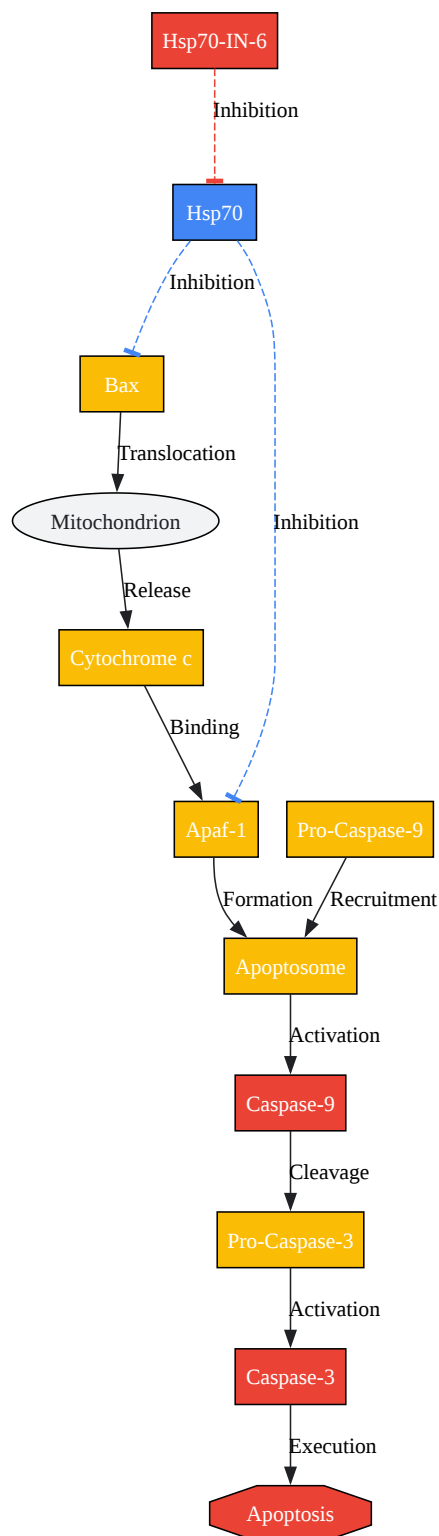 Hsp70-IN-6
Inhibition
Hsp70
Inhibition
Bax
Translocation
Mitochondrion
Inhibition
Release
Cytochrome c
Binding
Apaf-1
Pro-Caspase-9
Formation
Recruitment
Apoptosome
Activation
Caspase-9
Cleavage
Pro-Caspase-3
Activation
Caspase-3
Execution
Apoptosis